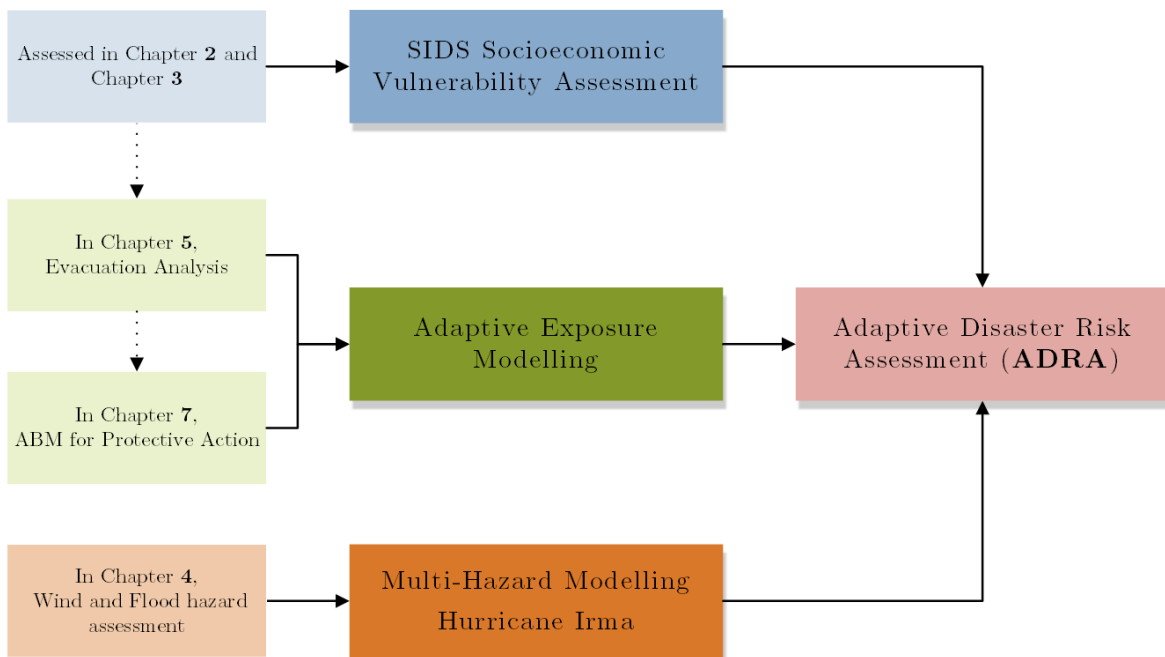 Assessed in Chapter 2 and
Chapter 3
SIDS Socioeconomic
Vulnerability Assessment
In Chapter 5,
Evacuation Analysis
Adaptive Exposure
Modelling
Adaptive Disaster Risk
Assessment (ADRA)
In Chapter 7,
ABM for Protective Action
In Chapter 4,
Wind and Flood hazard
assessment
Multi-Hazard Modelling
Hurricane Irma